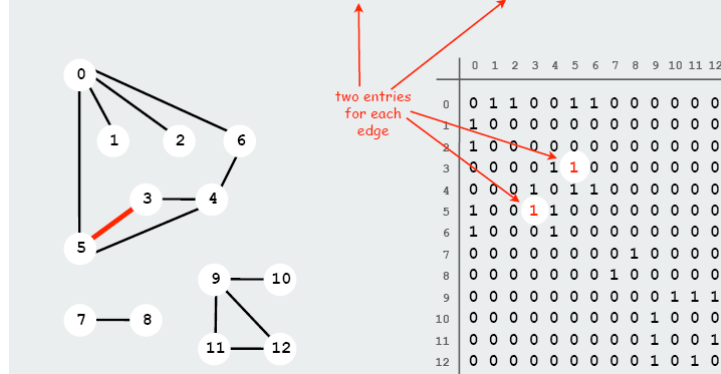 two entries
for each
edge
0
1
2
6
3
4
5
9
10
7
8
11
12
0 1 2 3 4 5 6 7 8 9 10 11 12
0 0 1 1 0 0 1 1 0 0 0 0 0 0
1 1 0 0 0 0 0 0 0 0 0 0 0 0
2 1 0 0 0 0 0 0 0 0 0 0 0 0
3 0 0 0 0 1 1 0 0 0 0 0 0 0
4 0 0 0 1 0 1 1 0 0 0 0 0 0
5 1 0 0 1 1 0 0 0 0 0 0 0 0
6 1 0 0 0 1 0 0 0 0 0 0 0 0
7 0 0 0 0 0 0 0 0 1 0 0 0 0
8 0 0 0 0 0 0 0 1 0 0 0 0 0
9 0 0 0 0 0 0 0 0 0 0 1 1 1
10 0 0 0 0 0 0 0 0 0 1 0 0 0
11 0 0 0 0 0 0 0 0 0 1 0 0 1
12 0 0 0 0 0 0 0 0 0 1 0 1 0